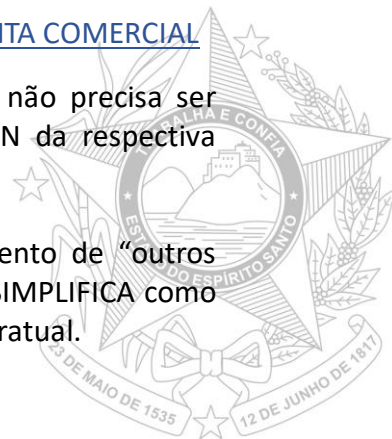 ITA COMERCIAL
não precisa ser
N da respectiva
ento de “outros
SIMPLIFICA como
ratual.
TRABALHA E CONFIA
ESTADO DO ESPÍRITO SANTO
23 DE MAIO DE 1535
12 DE JUNHO DE 1817